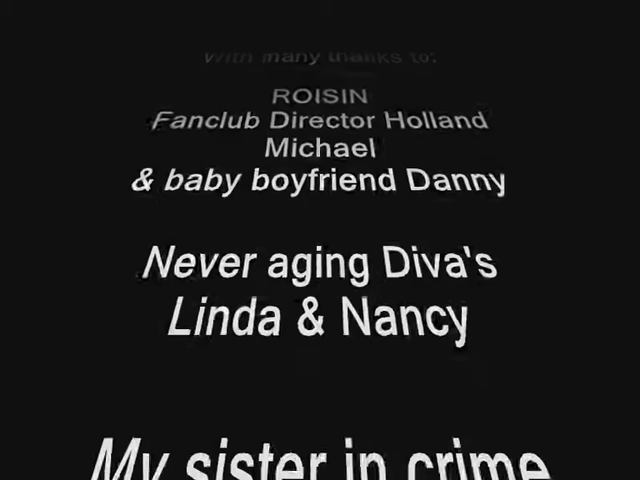 With many thanks to:
ROISIN
Fanclub Director Holland
Michael
& baby boyfriend Danny
Never aging Diva's
Linda & Nancy
My sister in crime